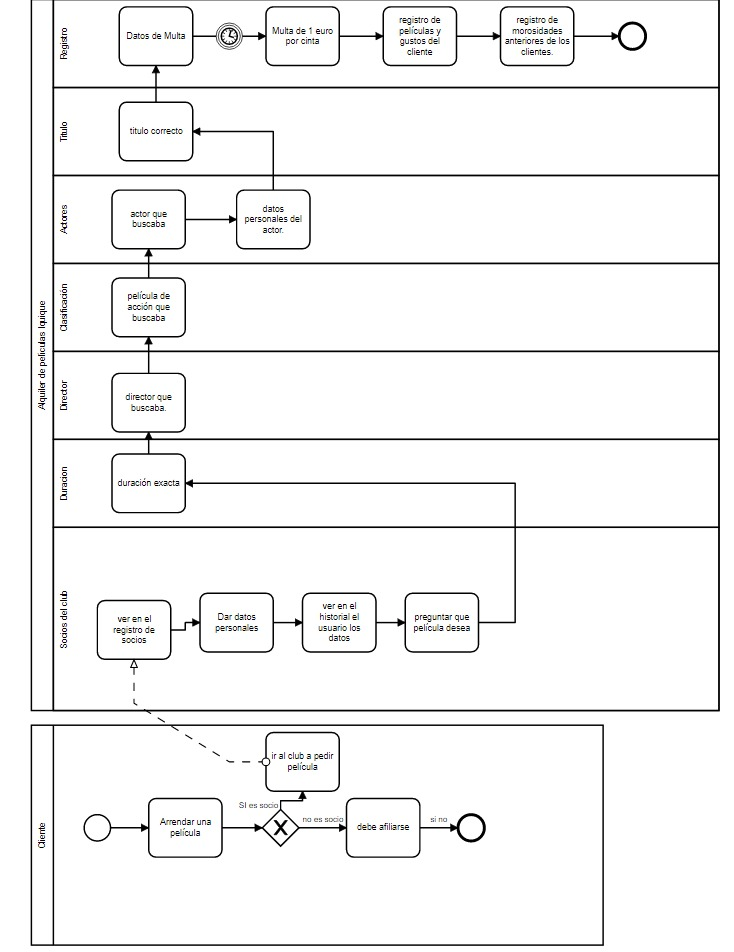 Alquiler de peliculas Iquique
Registro
Datos de Multa
Multa de 1 euro
por cinta
registro de
películas y
gustos del
cliente
registro de
morosidades
anteriores de los
clientes.
Titulo
titulo correcto
Actores
actor que
buscaba
datos
personales del
actor.
Clasificación
película de
acción que
buscaba
Director
director que
buscaba.
Duracion
duración exacta
Socios del club
ver en el
registro de
socios
Dar datos
personales
ver en el
historial el
usuario los
datos
preguntar que
película desea
Cliente
ir al club a pedir
película
SI es socio
Arrendar una
película
no es socio
debe afiliarse
si no